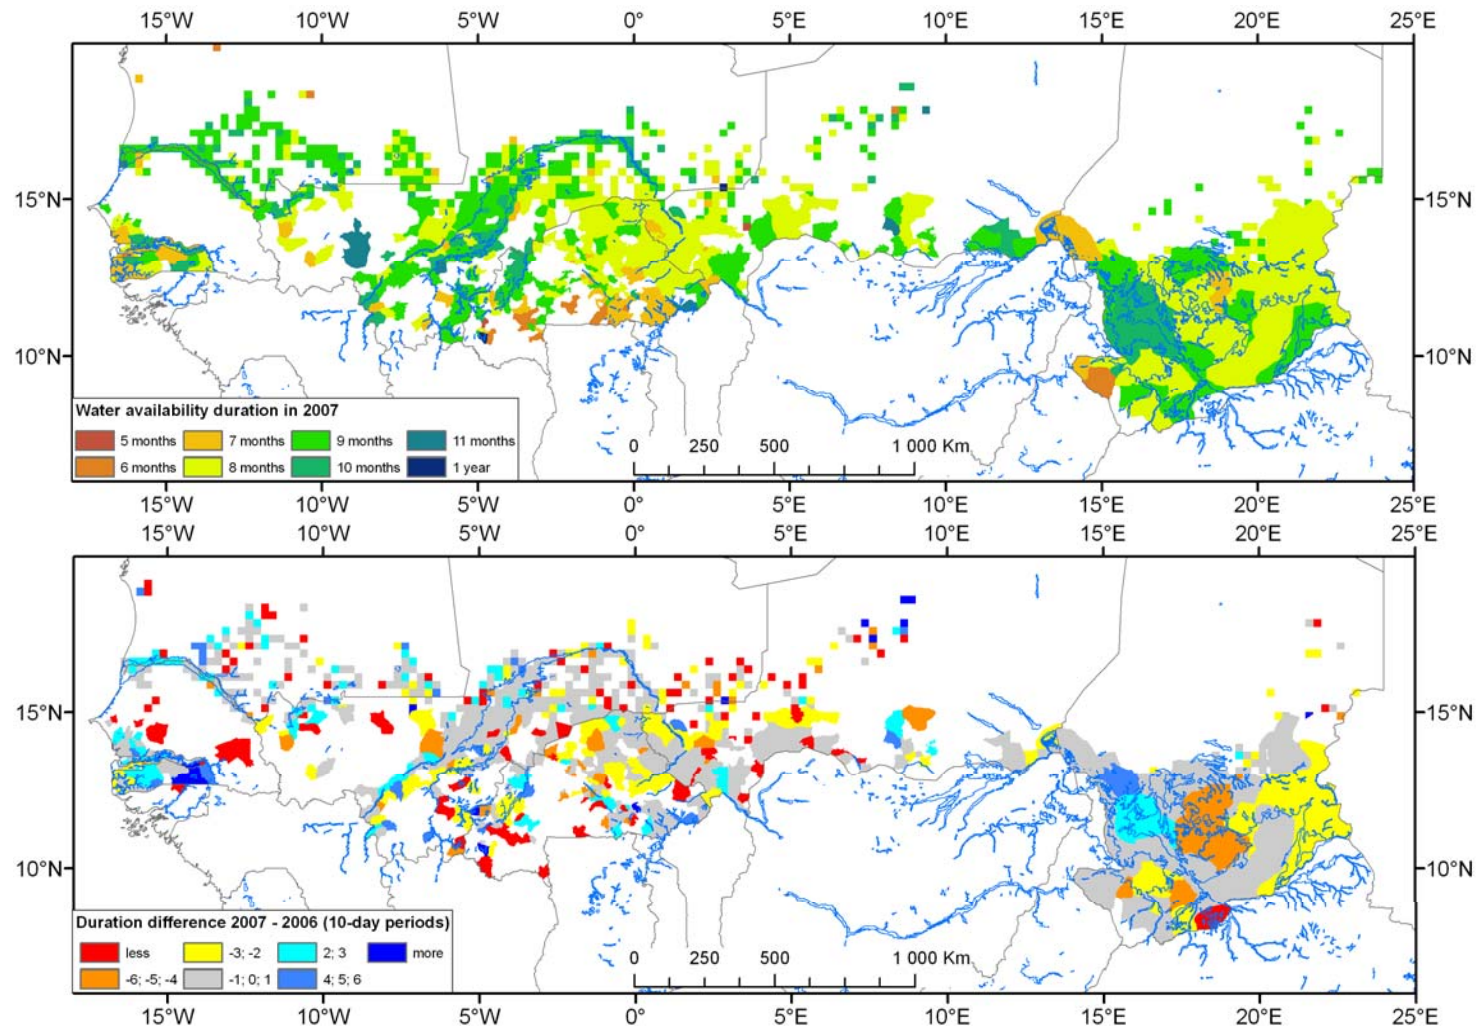 15°W 10°W 5°W 0° 5°E 10°E 15°E 20°E 25°E
15°N 15°N
10°N 10°N
Water availability duration in 2007
5 months 7 months 9 months 11 months
6 months 8 months 10 months 1 year
0 250 500 1000 Km
15°W 10°W 5°W 0° 5°E 10°E 15°E 20°E 25°E
15°W 10°W 5°W 0° 5°E 10°E 15°E 20°E 25°E
15°N 15°N
10°N 10°N
Duration difference 2007 - 2006 (10-day periods)
less -3; -2 2; 3 more
-6; -5; -4 -1; 0; 1 4; 5; 6
0 250 500 1000 Km
15°W 10°W 5°W 0° 5°E 10°E 15°E 20°E 25°E